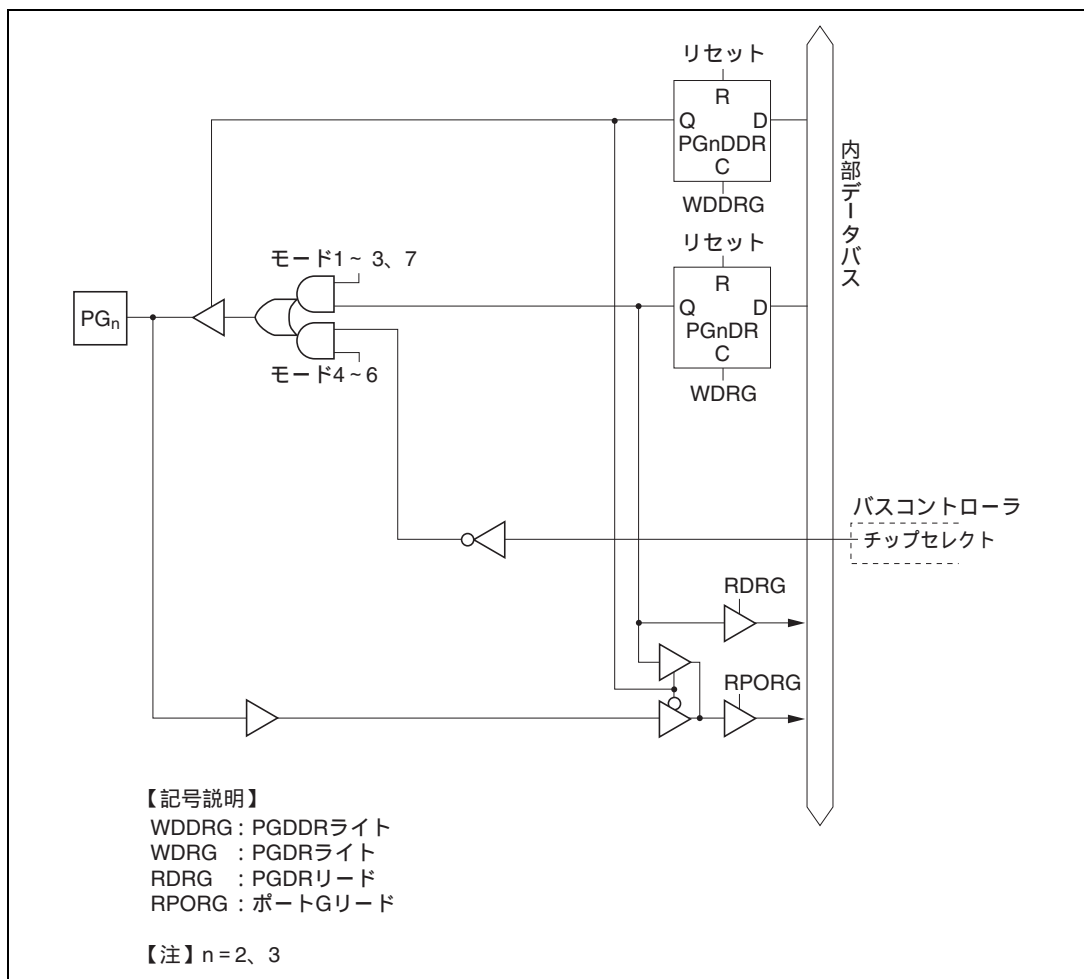 リセット
R
Q D
PGnDDR
C
WDDRG
内部データバス
リセット
R
Q D
PGnDR
C
WDRG
モード1~3、7
PGn
モード4~6
バスコントローラ
チップセレクト
RDRG
RPORG
【記号説明】
WDDRG : PGDDRライト
WDRG : PGDRライト
RDRG : PGDRリード
RPORG : ポートGリード
【注】n = 2、3